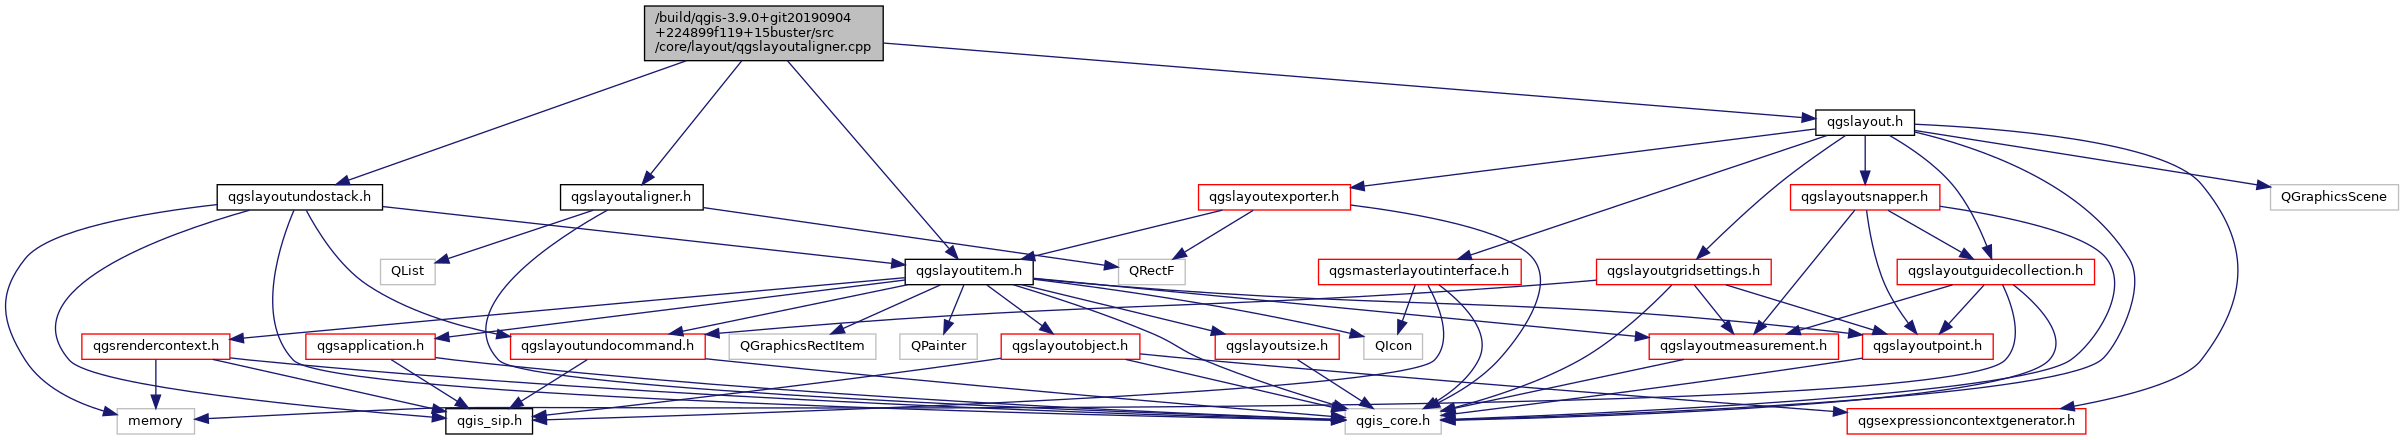 /build/qgis-3.9.0+git20190904
+224899f119+15buster/src
/core/layout/qgslayoutaligner.cpp
qgslayout.h
qgslayoutundostack.h
qgslayoutaligner.h
qgslayoutexporter.h
qgslayoutsnapper.h
QGraphicsScene
QList
qgslayoutitem.h
QRectF
qgsmasterlayoutinterface.h
qgslayoutgridsettings.h
qgslayoutguidecollection.h
qgsrendercontext.h
qgsapplication.h
qgslayoutundocommand.h
QGraphicsRectItem
QPainter
qgslayoutobject.h
qgslayoutsize.h
QIcon
qgslayoutmeasurement.h
qgslayoutpoint.h
memory
qgis_sip.h
qgis_core.h
qgsexpressioncontextgenerator.h